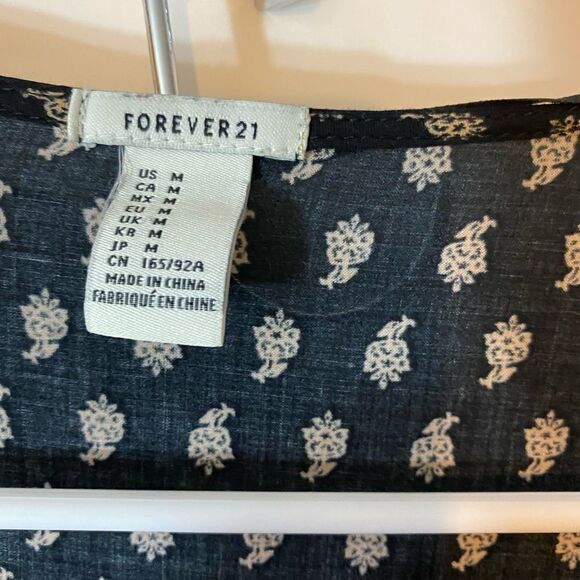 FOREVER 21
US M
CA M
MX M
EU M
UK M
KR M
JP M
CN 165/92A
MADE IN CHINA
FABRIQUÉ EN CHINE